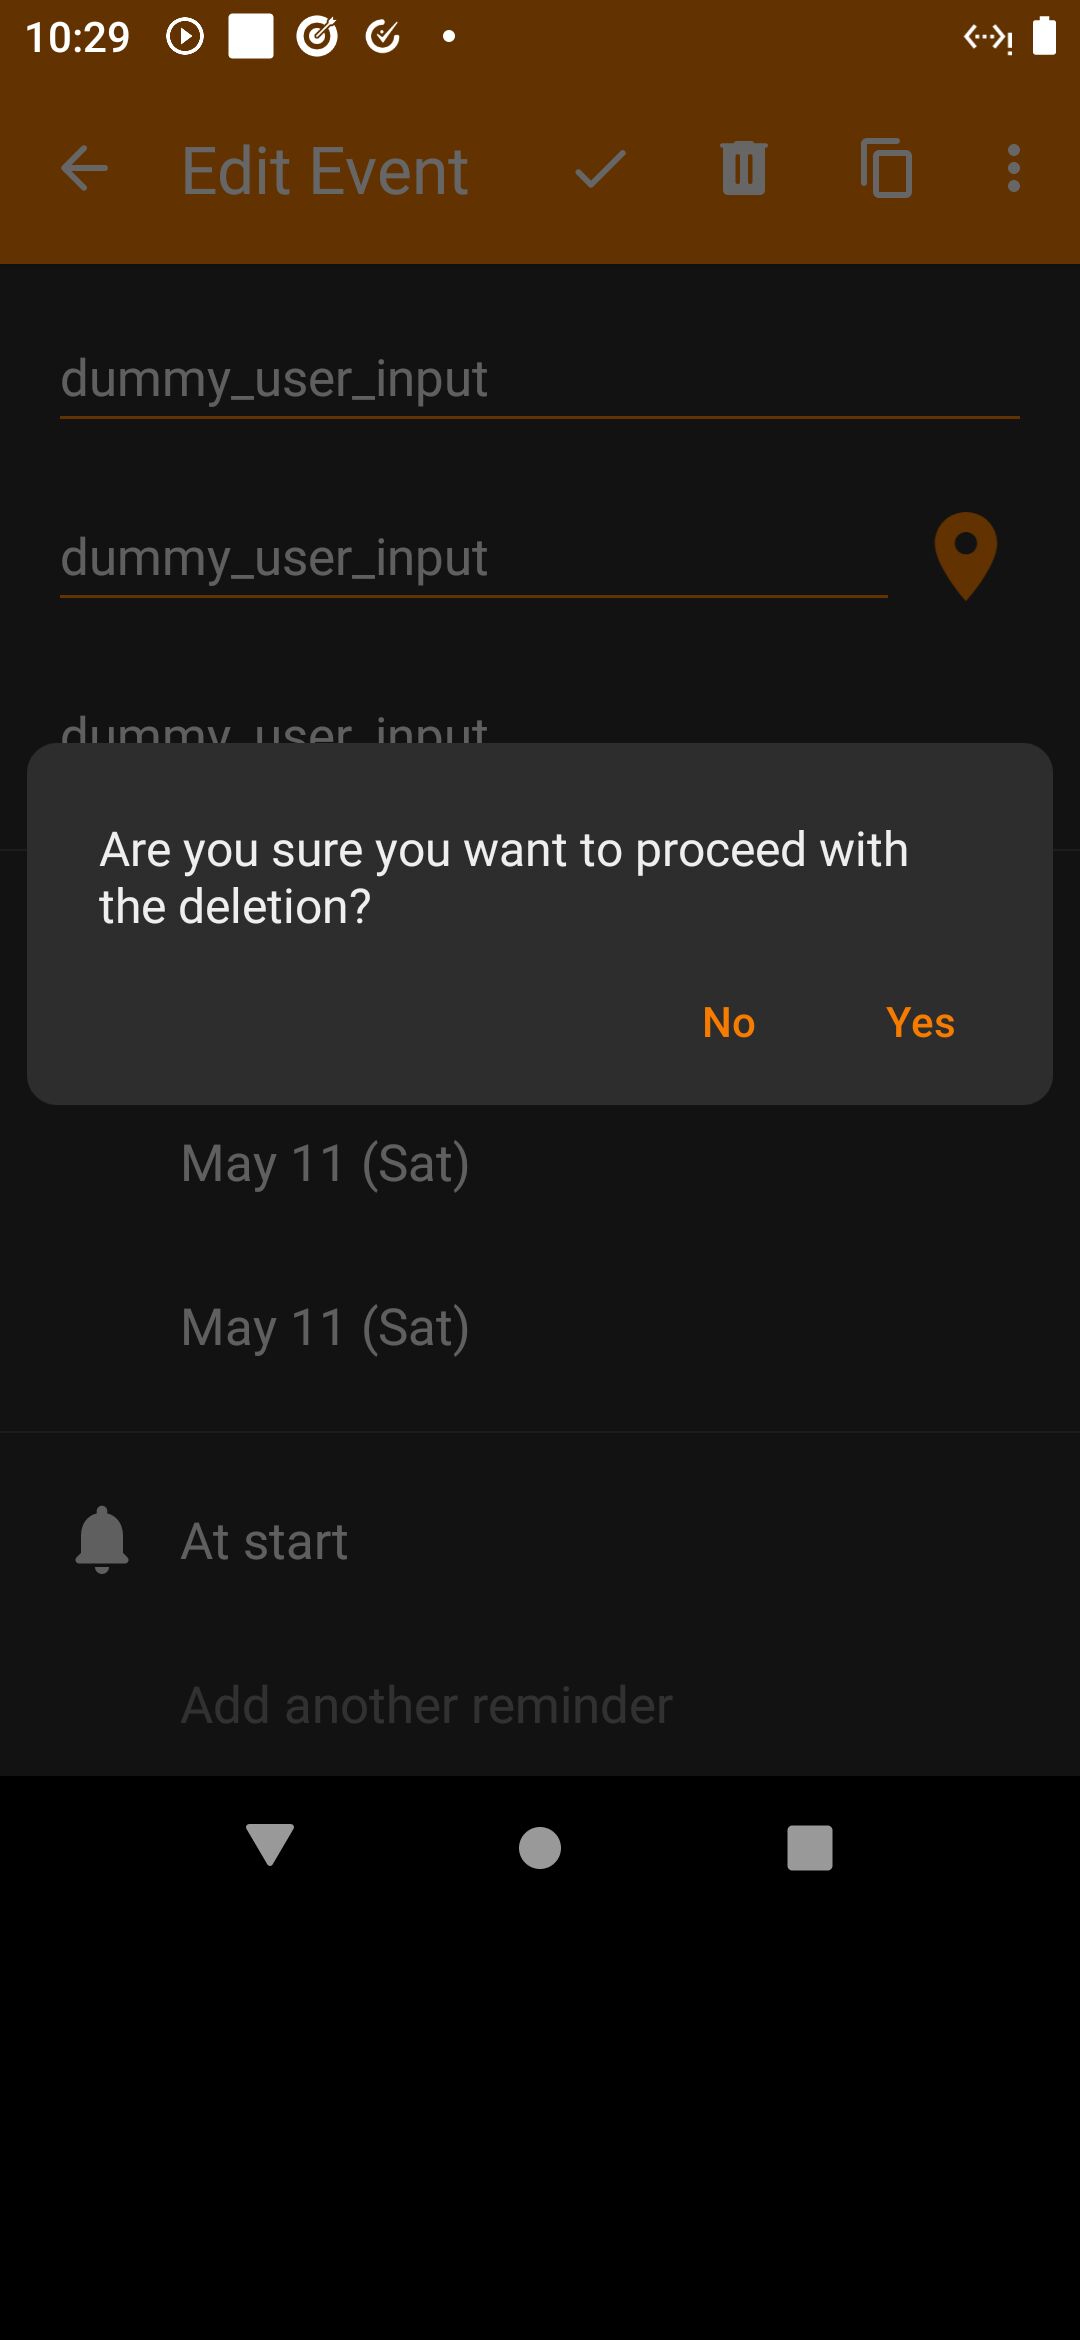 10:29
Edit Event
dummy_user_input
dummy_user_input
dummy_user_input
Are you sure you want to proceed with
the deletion?
No Yes
May 11 (Sat)
May 11 (Sat)
At start
Add another reminder